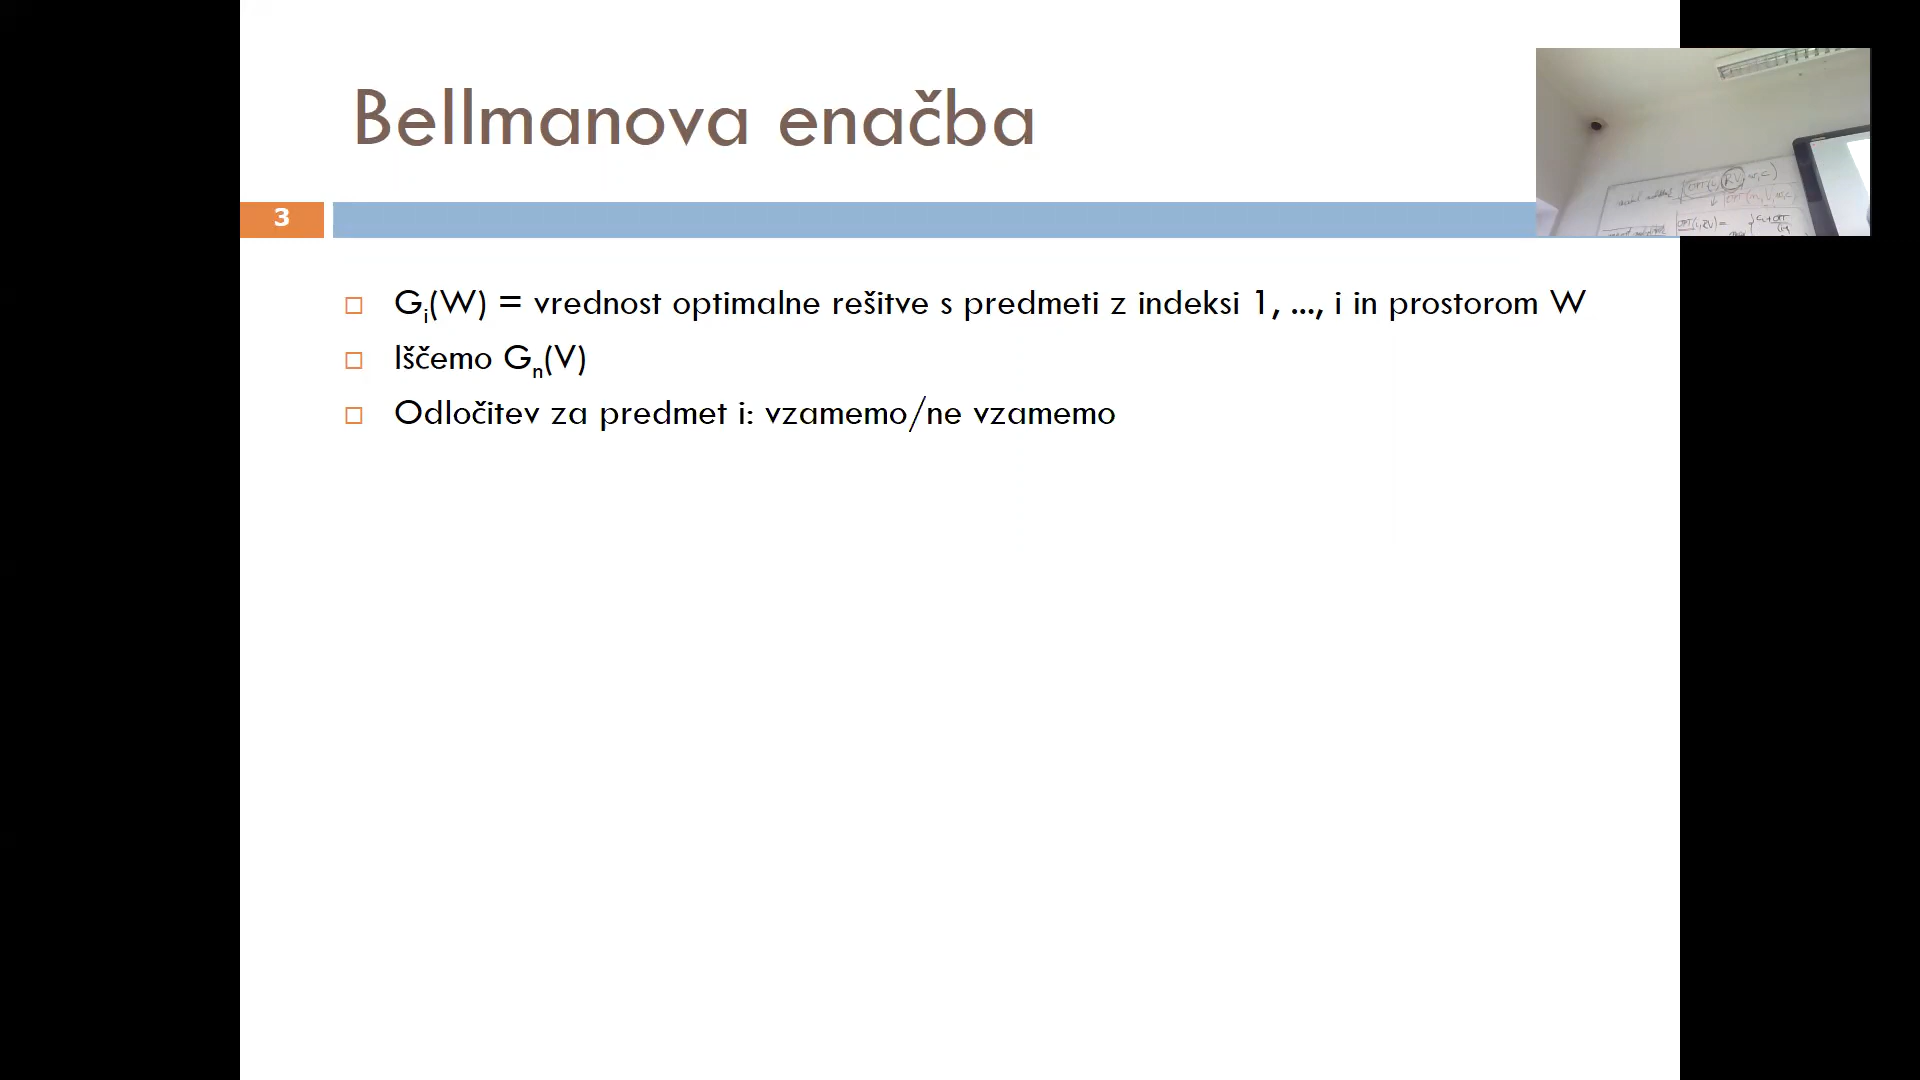 Bellmanova enačba
3
Gi(W) = vrednost optimalne rešitve s predmeti z indeksi 1, ..., i in prostorom W
Iščemo Gn(V)
Odločitev za predmet i: vzamemo/ne vzamemo